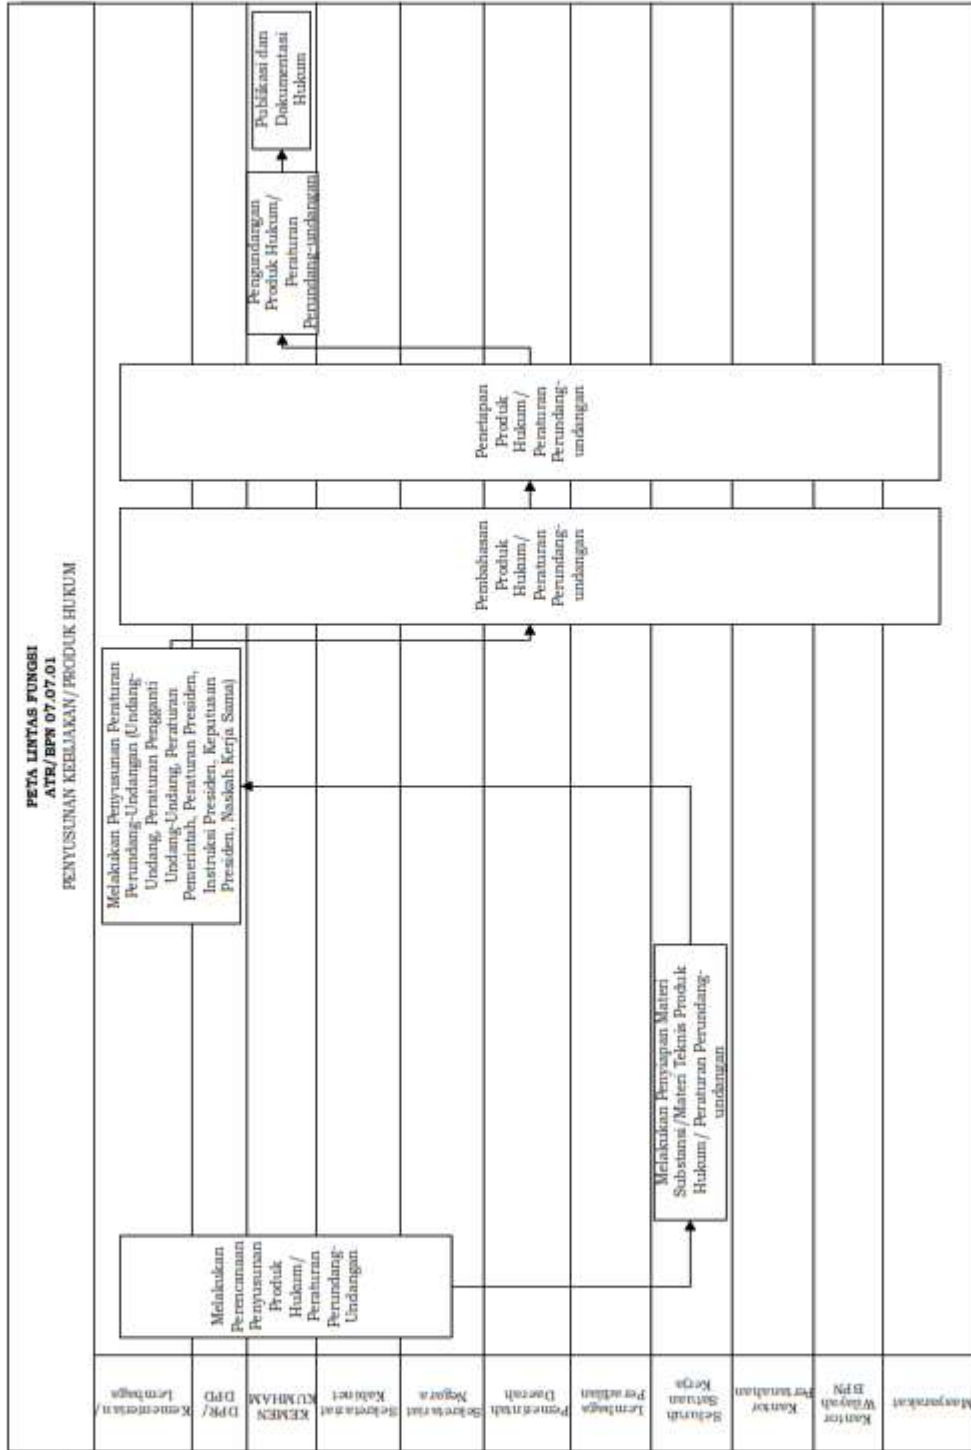 PETA LINTAS FUNGSI
ATR/BPN 07.07.01
PENYUSUNAN KEBIJAKAN/PRODUK HUKUM
Kementerian/
Lembaga
DPR/
DPD
KEMEN
KUMHAM
Sekretariat
Kabinet
Sekretariat
Negara
Pemerintah
Daerah
Lembaga
Peradilan
Seluruh
Satuan
Kerja
Kantor
Pertanahan
Kantor
Wilayah
BPN
Masyarakat
Melakukan
Perencanaan
Penyusunan
Produk
Hukum/
Peraturan
Perundang-
Undangan
Melakukan Penyiapan Materi
Substansi/Materi Teknis Produk
Hukum/ Peraturan Perundang-
undangan
Melakukan Penyusunan Peraturan
Perundang-Undangan (Undang-
Undang, Peraturan Pengganti
Undang-Undang, Peraturan
Pemerintah, Peraturan Presiden,
Instruksi Presiden, Keputusan
Presiden, Naskah Kerja Sama)
Pembahasan
Produk
Hukum/
Peraturan
Perundang-
undangan
Penetapan
Produk
Hukum/
Peraturan
Perundang-
undangan
Pengundangan
Produk Hukum/
Peraturan
Perundang-undangan
Publikasi dan
Dokumentasi
Hukum